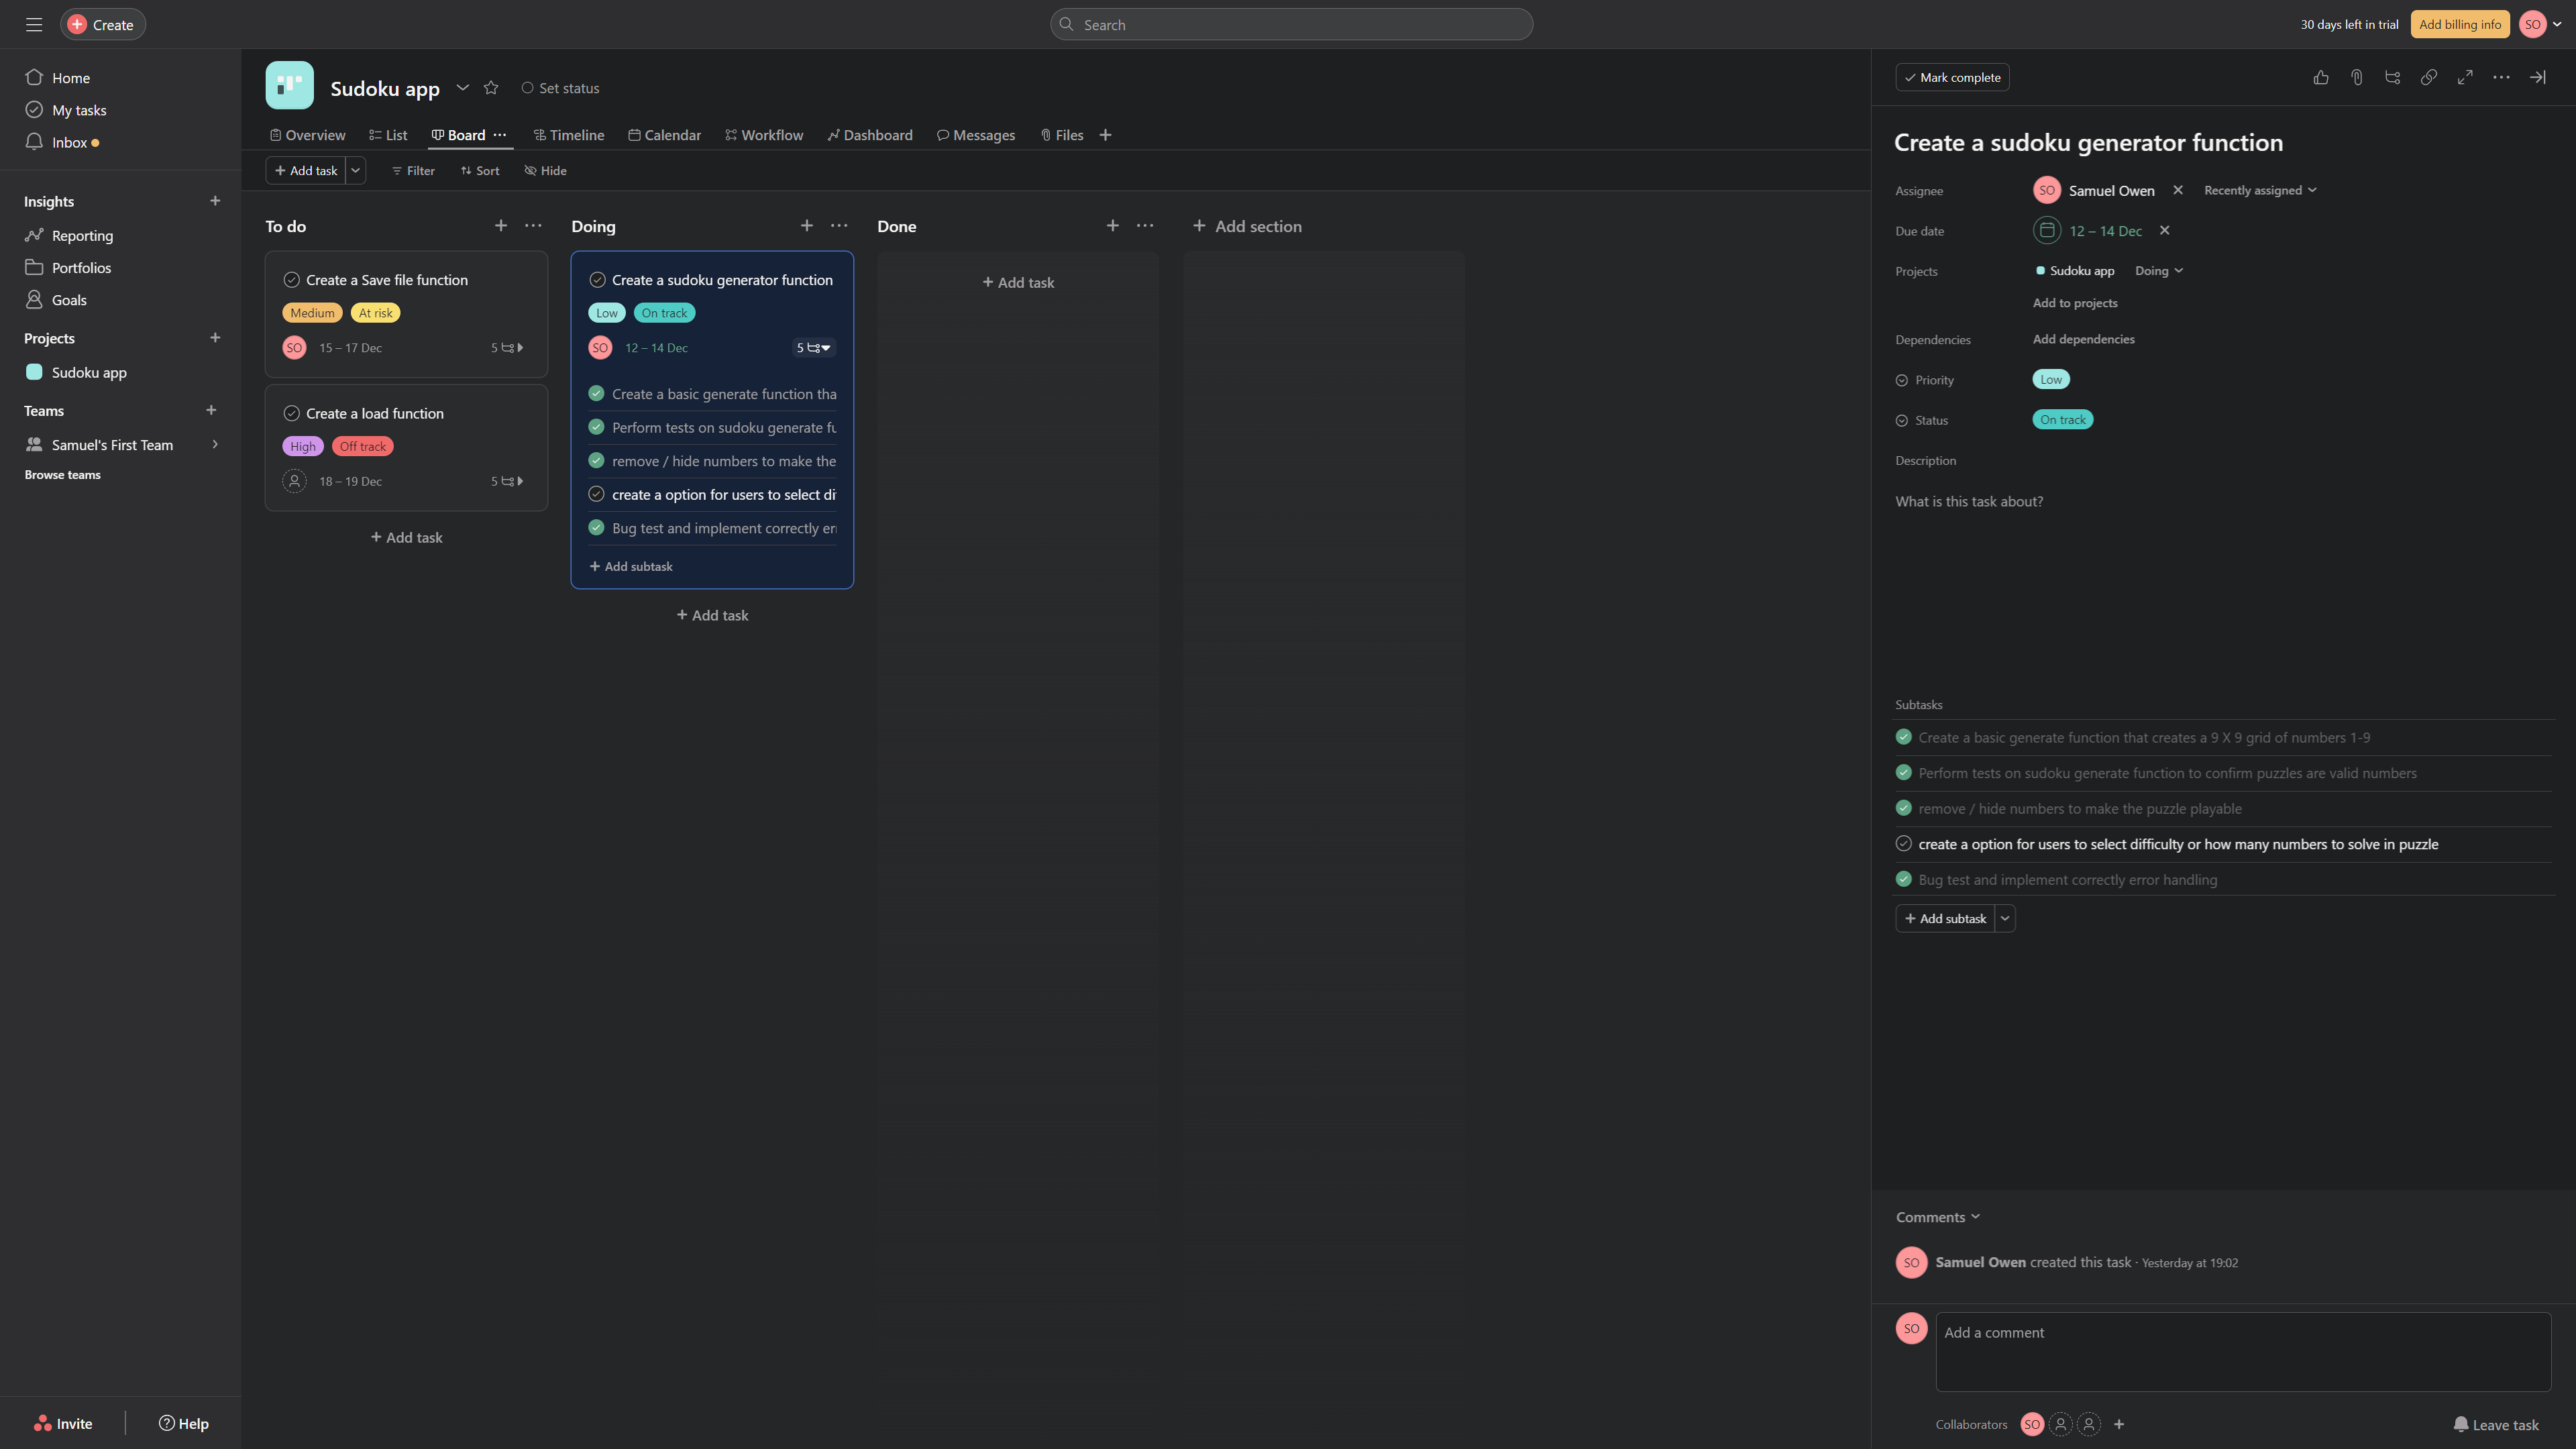 Create
Search
30 days left in trial
Add billing info
SO
Home
My tasks
Inbox
Insights
Reporting
Portfolios
Goals
Projects
Sudoku app
Teams
Samuel's First Team
Browse teams
Invite
Help
Sudoku app
Set status
Overview
List
Board
Timeline
Calendar
Workflow
Dashboard
Messages
Files
Add task
Filter
Sort
Hide
To do
Create a Save file function
Medium
At risk
SO
15 – 17 Dec
5
Create a load function
High
Off track
18 – 19 Dec
5
Add task
Doing
Create a sudoku generator function
Low
On track
SO
12 – 14 Dec
5
Create a basic generate function tha
Perform tests on sudoku generate fu
remove / hide numbers to make the
create a option for users to select di
Bug test and implement correctly er
Add subtask
Add task
Done
Add task
Add section
Mark complete
Create a sudoku generator function
Assignee
SO
Samuel Owen
Recently assigned
Due date
12 – 14 Dec
Projects
Sudoku app
Doing
Add to projects
Dependencies
Add dependencies
Priority
Low
Status
On track
Description
What is this task about?
Subtasks
Create a basic generate function that creates a 9 X 9 grid of numbers 1-9
Perform tests on sudoku generate function to confirm puzzles are valid numbers
remove / hide numbers to make the puzzle playable
create a option for users to select difficulty or how many numbers to solve in puzzle
Bug test and implement correctly error handling
Add subtask
Comments
SO
Samuel Owen created this task · Yesterday at 19:02
SO
Add a comment
Collaborators
SO
Leave task